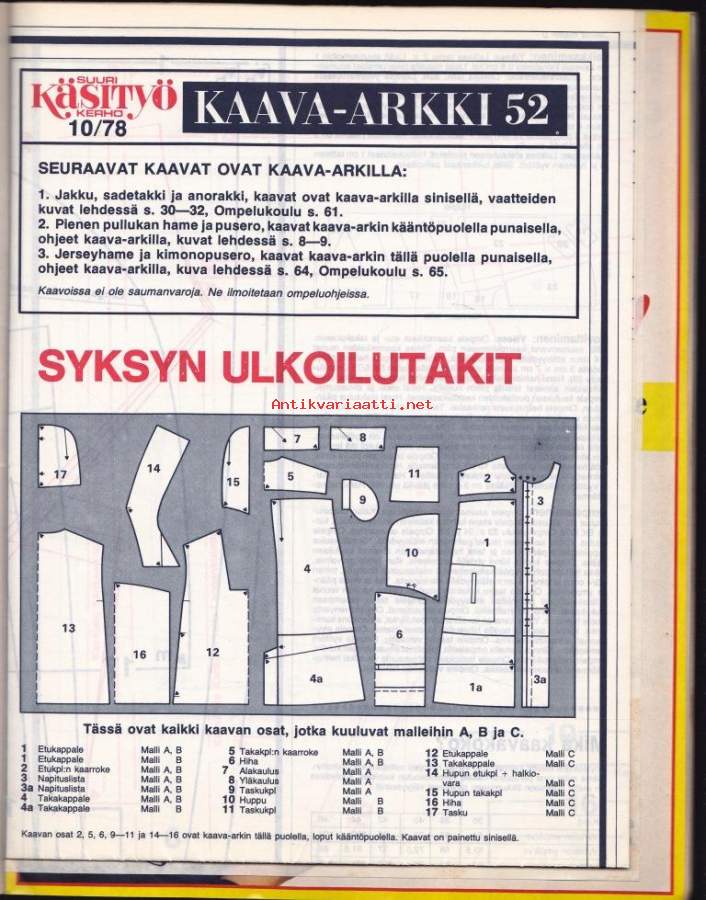 SUURI
KÄSITYÖ
KERHO
10/78
KAAVA-ARKKI 52
SEURAAVAT KAAVAT OVAT KAAVA-ARKILLA:
1. Jakku, sadetakki ja anorakki, kaavat ovat kaava-arkilla sinisellä, vaatteiden
kuvat lehdessä s. 30—32, Ompelukoulu s. 61.
2. Pienen pullukan hame ja pusero, kaavat kaava-arkin kääntöpuolella punaisella,
ohjeet kaava-arkilla, kuvat lehdessä s. 8—9.
3. Jerseyhame ja kimonopusero, kaavat kaava-arkin tällä puolella punaisella,
ohjeet kaava-arkilla, kuva lehdessä s. 64, Ompelukoulu s. 65.
Kaavoissa ei ole saumanvaroja. Ne ilmoitetaan ompeluohjeissa.
SYKSYN ULKOILUTAKIT
Antikvariaatti.net
17
14
15
7
8
5
11
9
2
3
4
10
1
13
16
12
6
4a
1a
3a
Tässä ovat kaikki kaavan osat, jotka kuuluvat malleihin A, B ja C.
1 Etukappale Malli A, B
1 Etukappale Malli B
2 Etukpl:n kaarroke Malli A, B
3 Napituslista Malli A, B
3a Napituslista Malli B
4 Takakappale Malli A, B
4a Takakappale Malli B
5 Takakpl:n kaarroke Malli A, B
6 Hiha Malli A, B
7 Alakaulus Malli A
8 Yläkaulus Malli A
9 Taskukpl Malli A
10 Huppu Malli B
11 Taskukpl Malli B
12 Etukappale Malli C
13 Takakappale Malli C
14 Hupun etukpl + halkio-
vara Malli C
15 Hupun takakpl Malli C
16 Hiha Malli C
17 Tasku Malli C
Kaavan osat 2, 5, 6, 9—11 ja 14—16 ovat kaava-arkin tällä puolella, loput kääntöpuolella. Kaavat on painettu sinisellä.